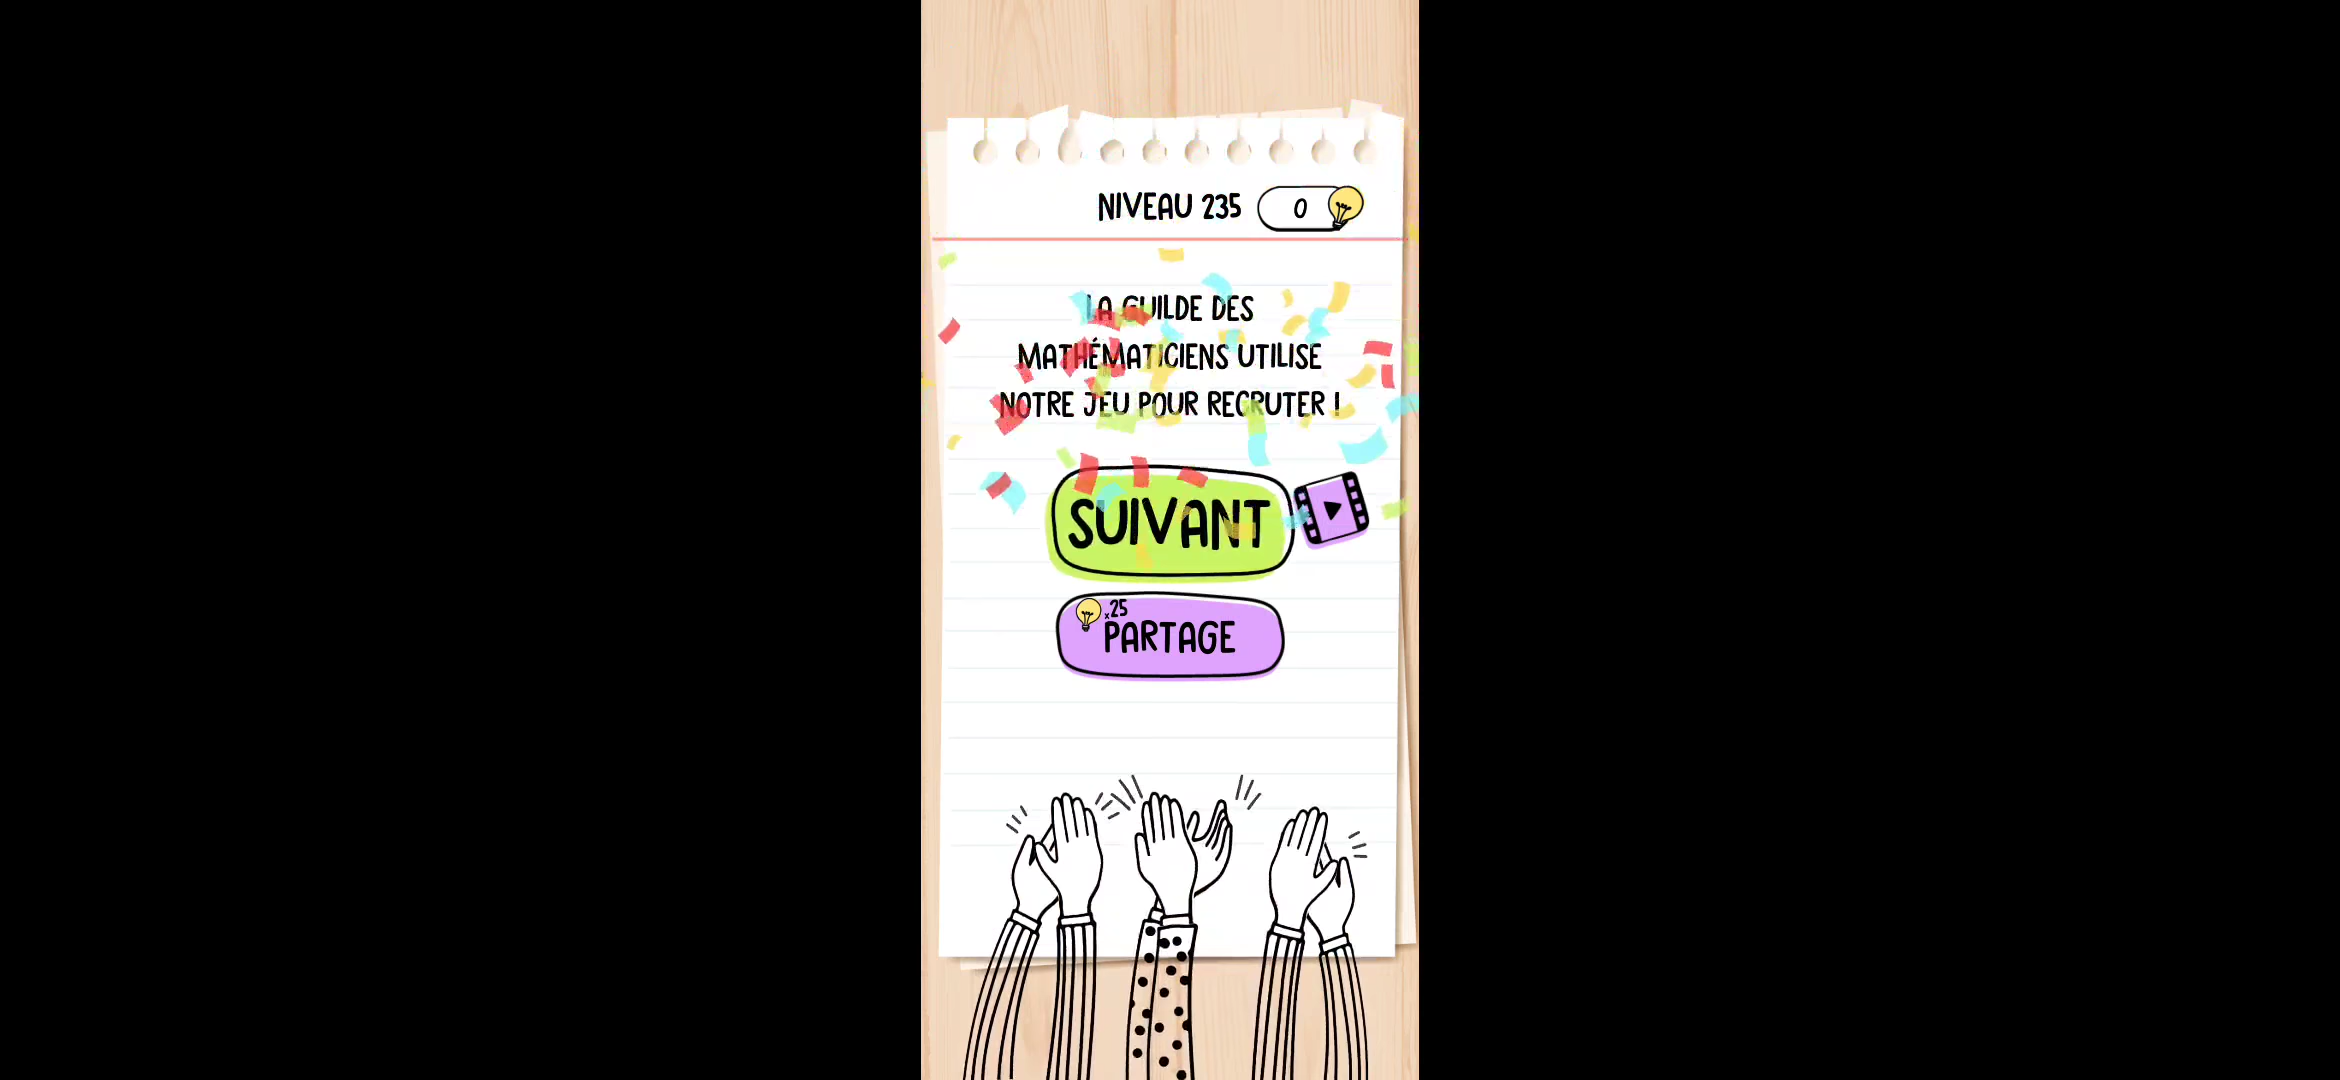 NIVEAU 235 0
LA GUILDE DES
MATHÉMATICIENS UTILISE
NOTRE JEU POUR RECRUTER !
SUIVANT
x25
PARTAGE